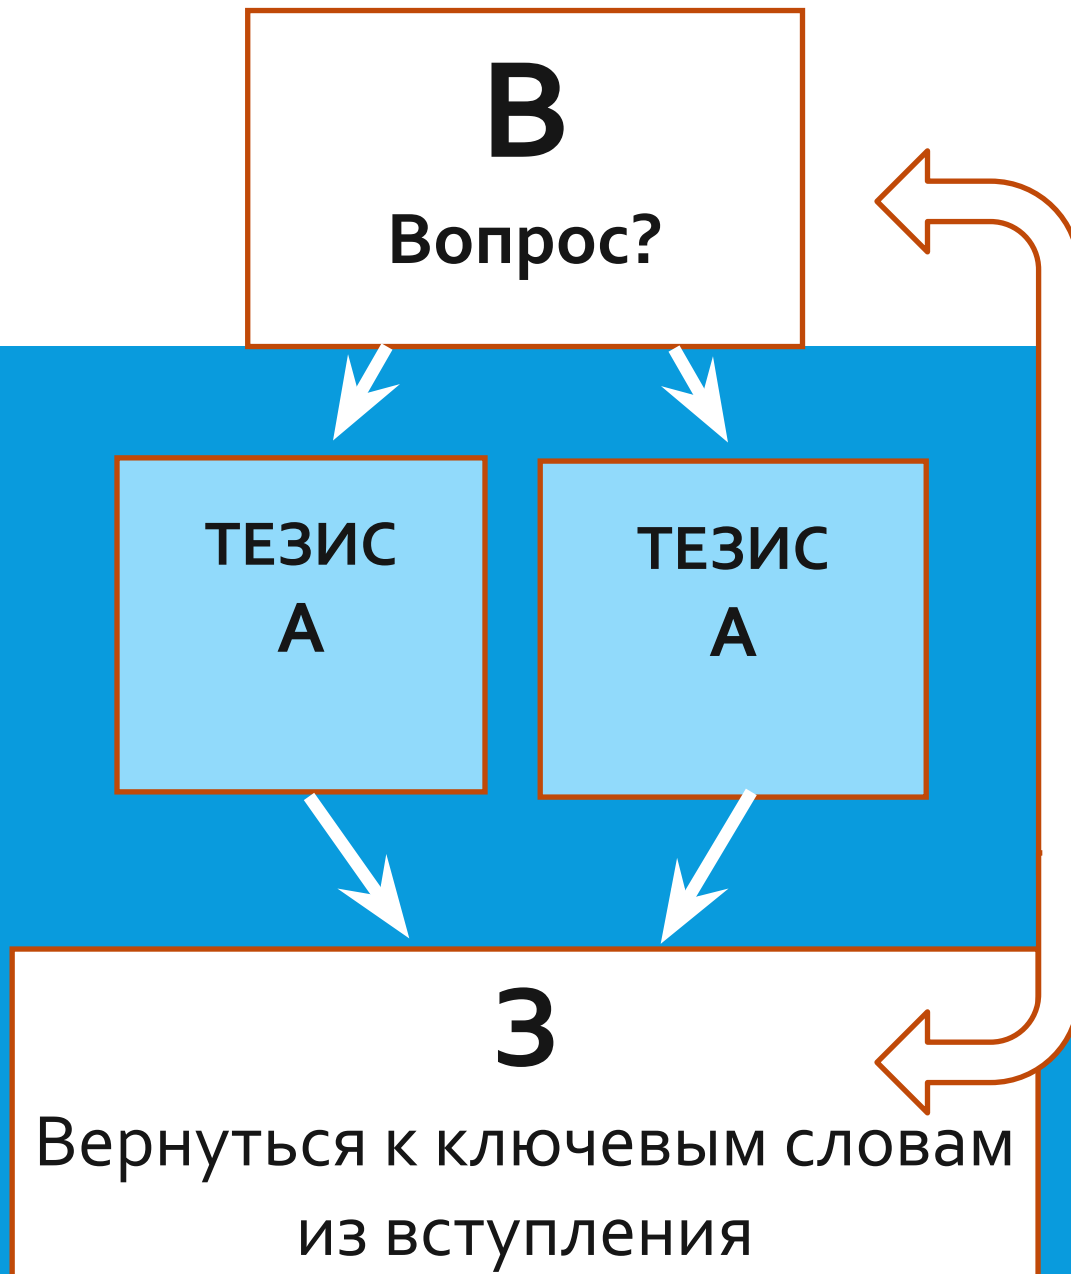 В
Вопрос?
ТЕЗИС
А
ТЕЗИС
А
З
Вернуться к ключевым словам
из вступления